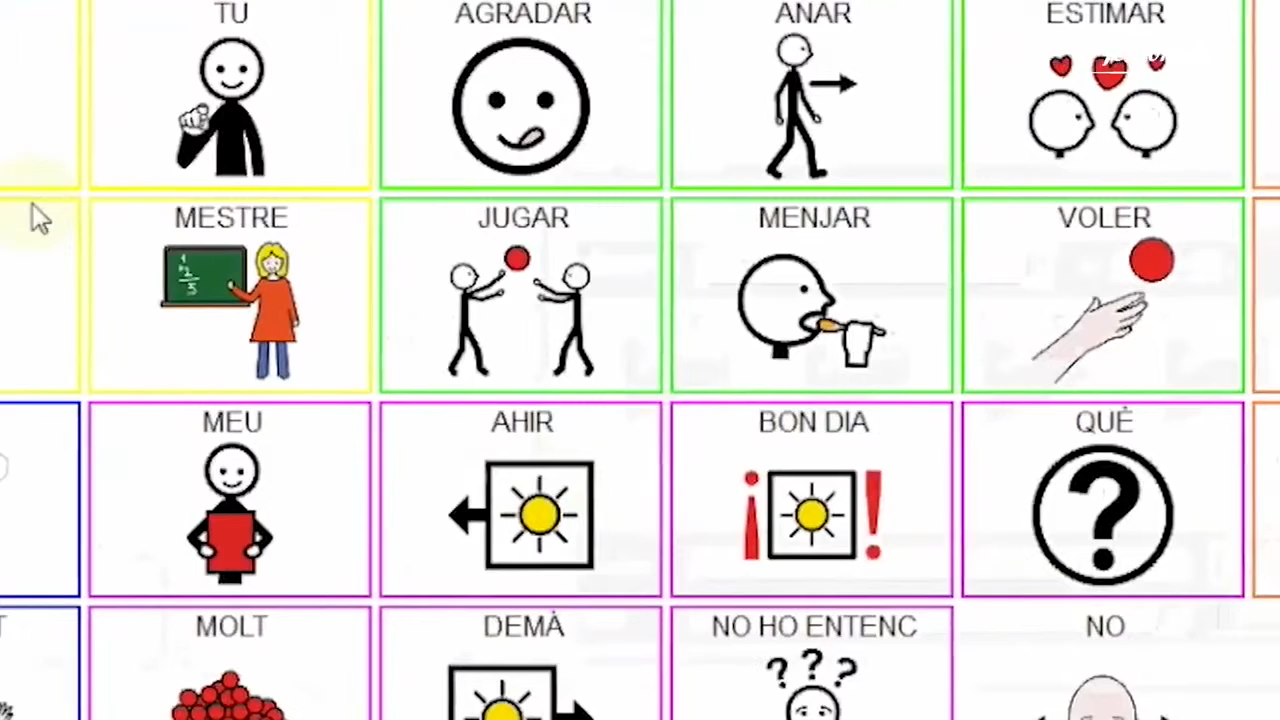 TU
AGRADAR
ANAR
ESTIMAR
MESTRE
JUGAR
MENJAR
VOLER
MEU
AHIR
BON DIA
QUÈ
MOLT
DEMÀ
NO HO ENTENC
NO